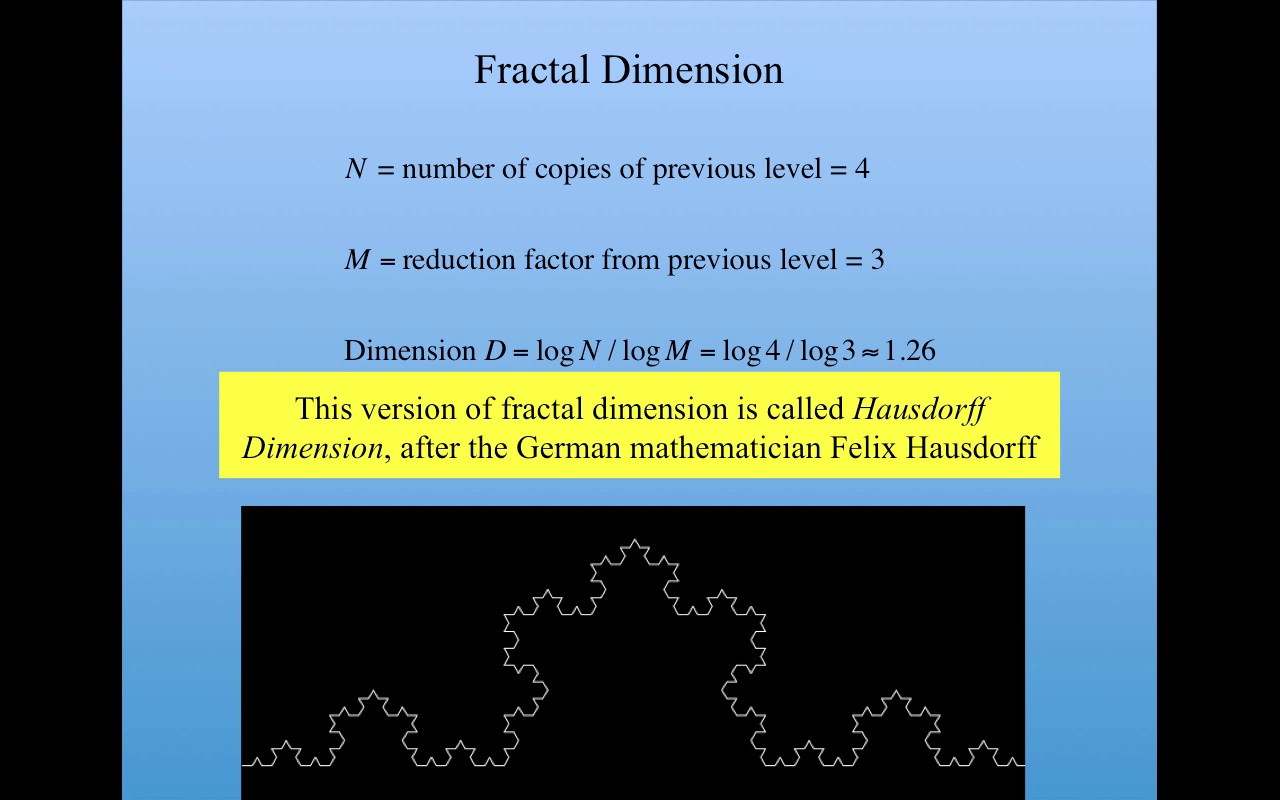 Fractal Dimension
N = number of copies of previous level = 4
M = reduction factor from previous level = 3
Dimension D = log N / log M = log 4 / log 3 ≈ 1.26
This version of fractal dimension is called Hausdorff
Dimension, after the German mathematician Felix Hausdorff